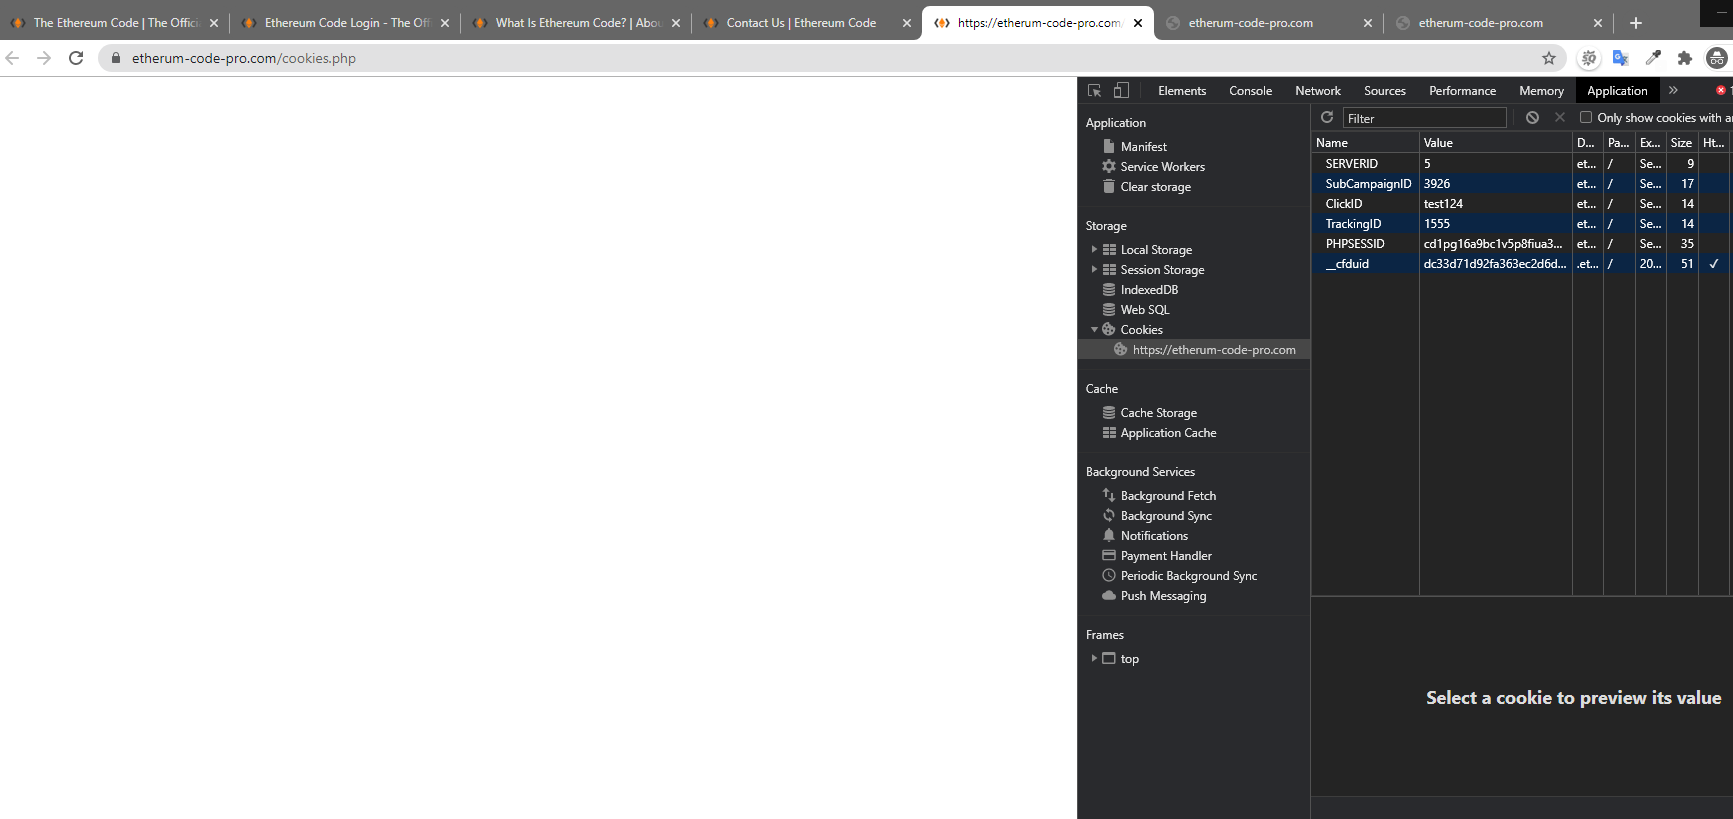 The Ethereum Code | The Offici
Ethereum Code Login - The Off
What Is Ethereum Code? | Abou
Contact Us | Ethereum Code
https://etherum-code-pro.com/
etherum-code-pro.com
etherum-code-pro.com
etherum-code-pro.com/cookies.php
Elements Console Network Sources Performance Memory Application » 1
Application
Manifest
Service Workers
Clear storage
Storage
Local Storage
Session Storage
IndexedDB
Web SQL
Cookies
https://etherum-code-pro.com
Cache
Cache Storage
Application Cache
Background Services
Background Fetch
Background Sync
Notifications
Payment Handler
Periodic Background Sync
Push Messaging
Frames
top
Filter Only show cookies with an
Name Value D... Pa... Ex... Size Ht...
SERVERID 5 et... / Se... 9
SubCampaignID 3926 et... / Se... 17
ClickID test124 et... / Se... 14
TrackingID 1555 et... / Se... 14
PHPSESSID cd1pg16a9bc1v5p8fiua3... et... / Se... 35
__cfduid dc33d71d92fa363ec2d6d... .et... / 20... 51 ✓
Select a cookie to preview its value